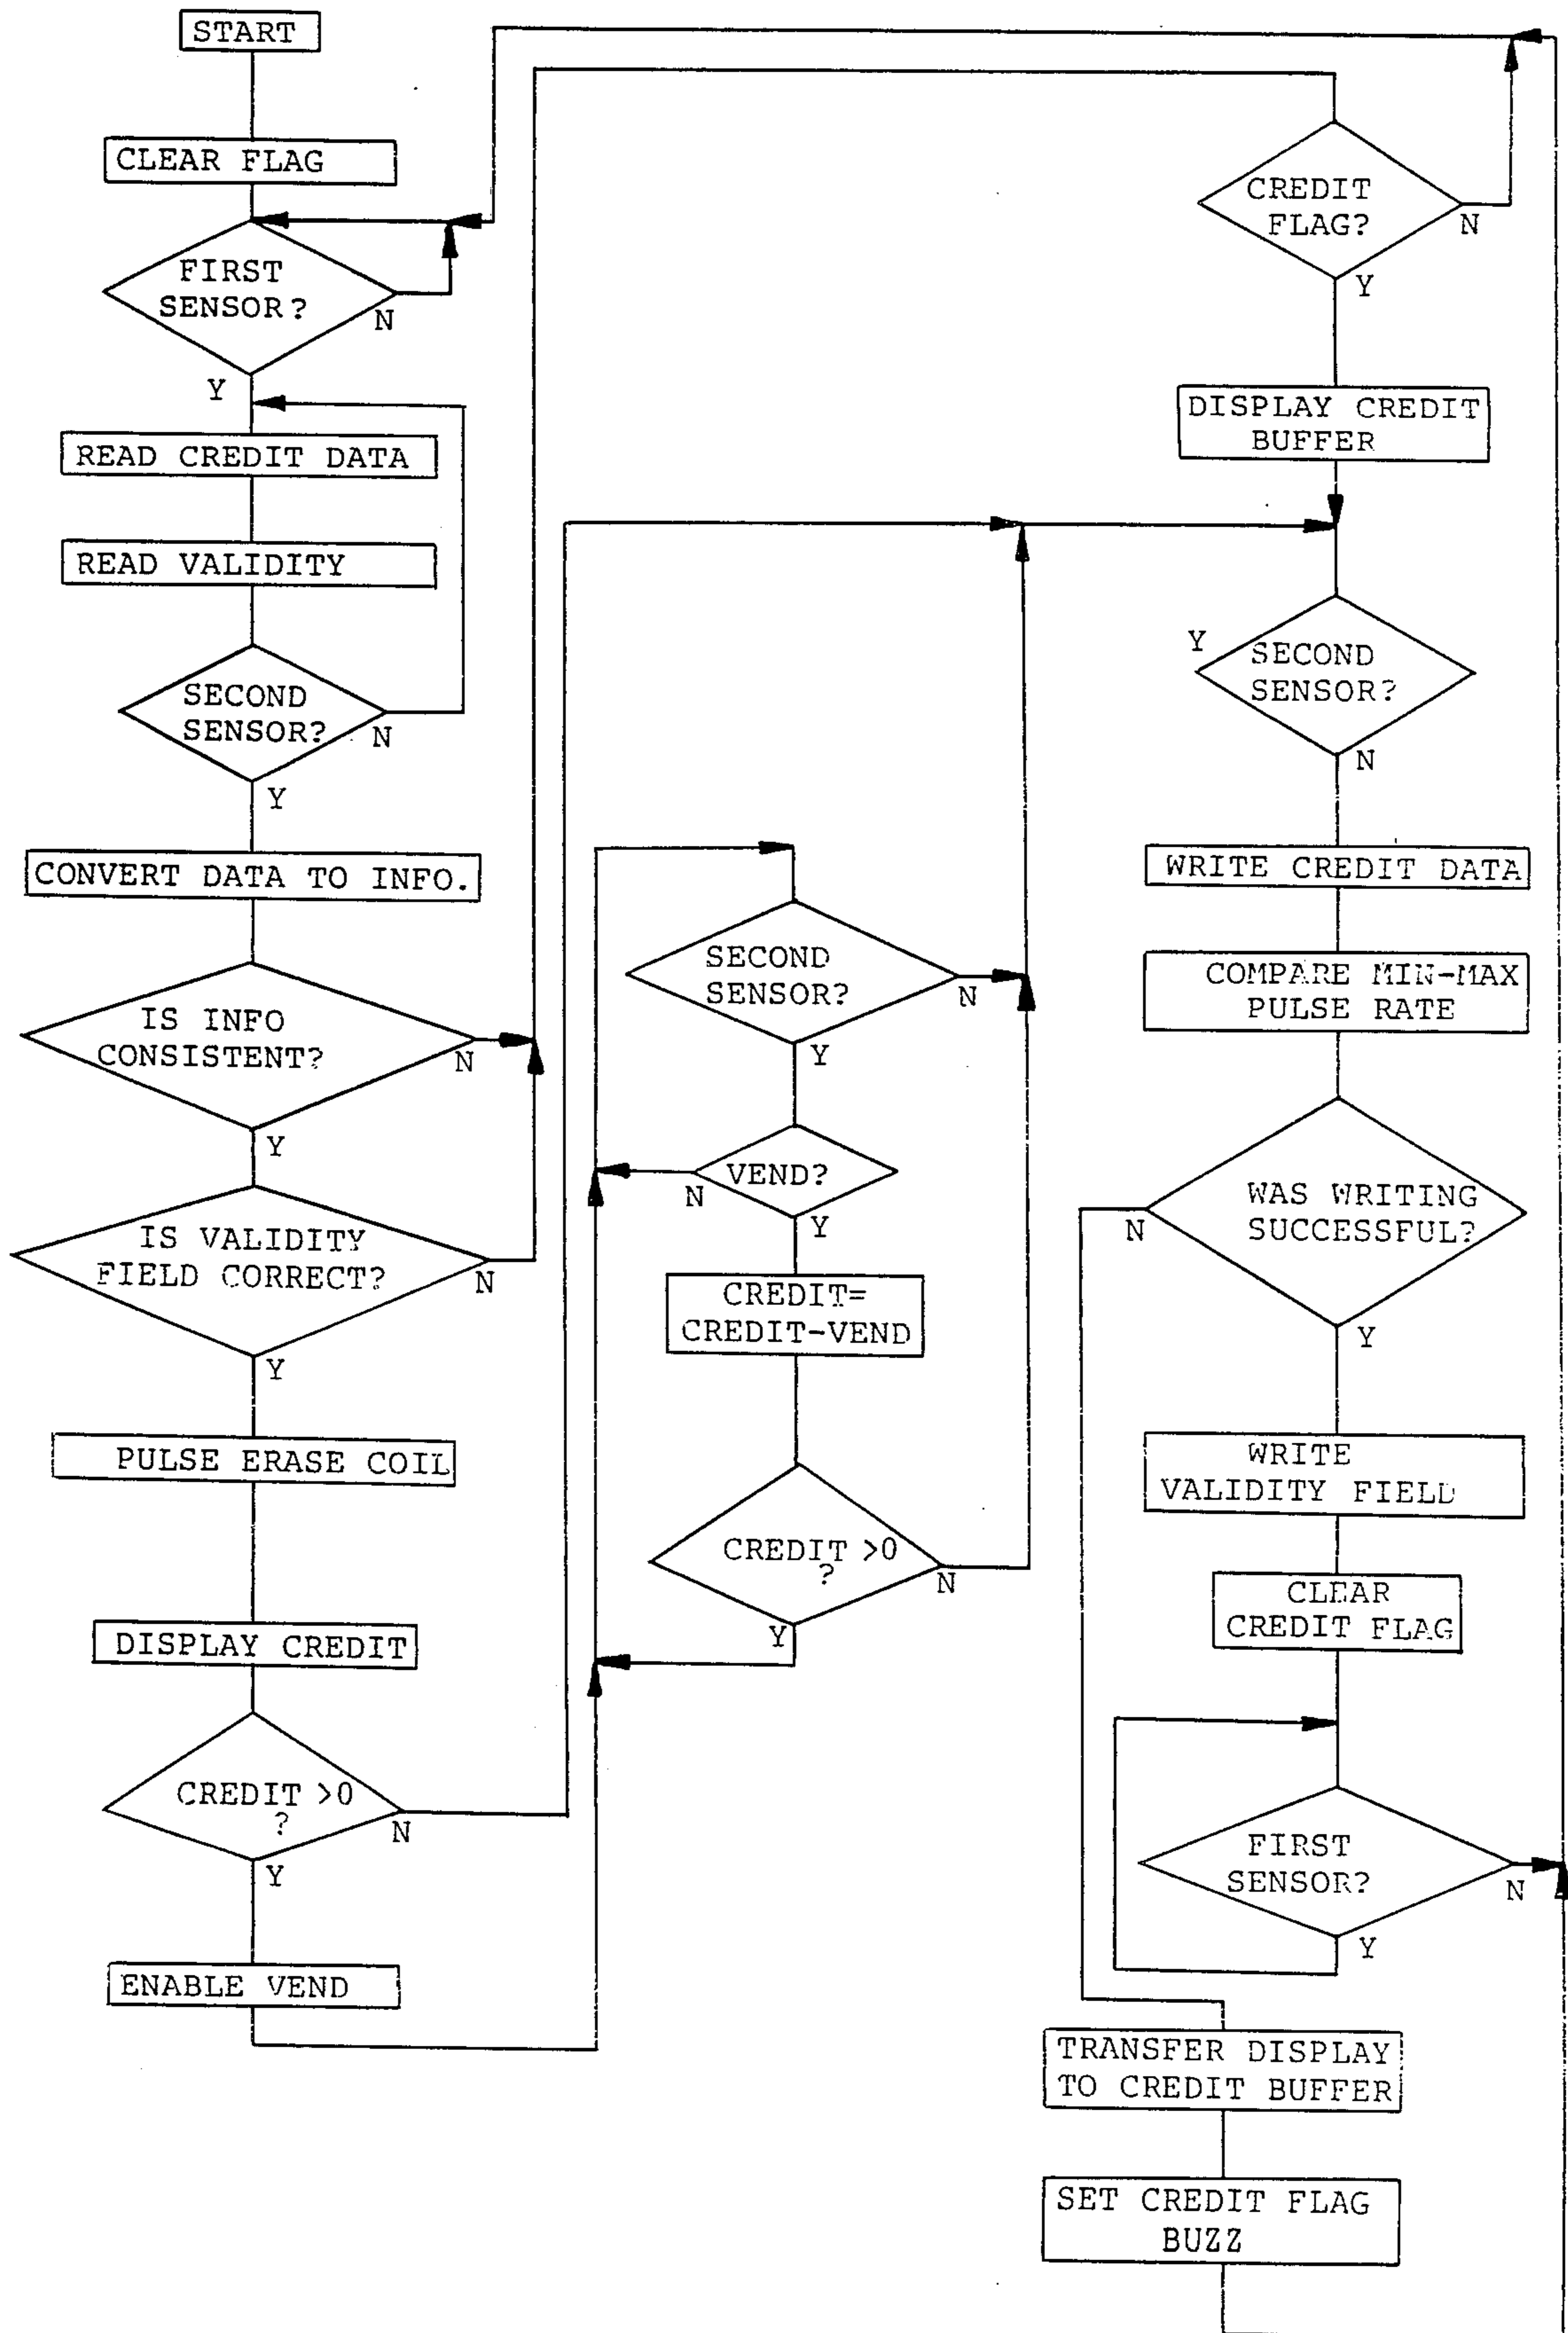 START
CLEAR FLAG
FIRST
SENSOR?
N
Y
READ CREDIT DATA
READ VALIDITY
SECOND
SENSOR?
N
Y
CONVERT DATA TO INFO.
IS INFO
CONSISTENT?
N
Y
IS VALIDITY
FIELD CORRECT?
N
Y
PULSE ERASE COIL
DISPLAY CREDIT
CREDIT >0
?
N
Y
ENABLE VEND
SECOND
SENSOR?
N
Y
VEND?
N
Y
CREDIT=
CREDIT-VEND
CREDIT >0
?
N
Y
CREDIT
FLAG?
N
Y
DISPLAY CREDIT
BUFFER
Y
SECOND
SENSOR?
N
WRITE CREDIT DATA
COMPARE MIN-MAX
PULSE RATE
WAS WRITING
SUCCESSFUL?
N
Y
WRITE
VALIDITY FIELD
CLEAR
CREDIT FLAG
FIRST
SENSOR?
N
Y
TRANSFER DISPLAY
TO CREDIT BUFFER
SET CREDIT FLAG
BUZZ